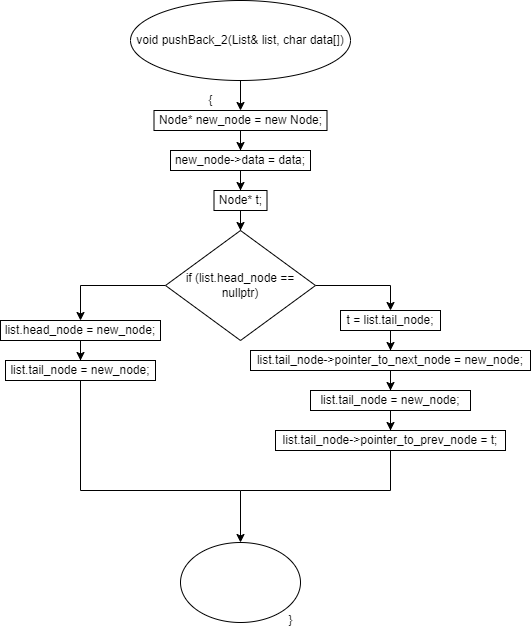 void pushBack_2(List& list, char data[])
{
Node* new_node = new Node;
new_node->data = data;
Node* t;
if (list.head_node ==
nullptr)
list.head_node = new_node;
list.tail_node = new_node;
t = list.tail_node;
list.tail_node->pointer_to_next_node = new_node;
list.tail_node = new_node;
list.tail_node->pointer_to_prev_node = t;
}